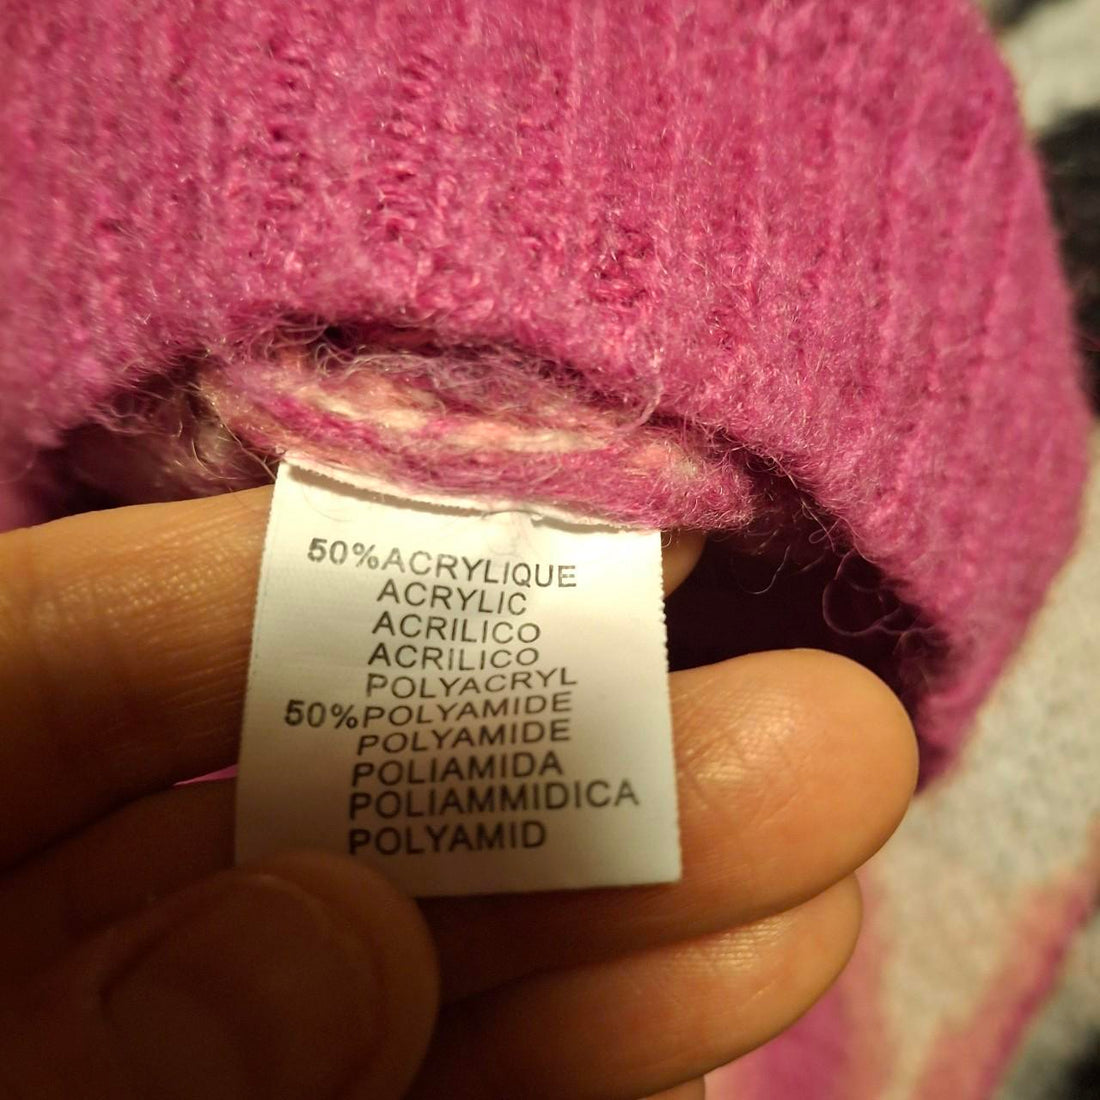 50%ACRYLIQUE
ACRYLIC
ACRILICO
ACRILICO
POLYACRYL
50%POLYAMIDE
POLYAMIDE
POLIAMIDA
POLIAMMIDICA
POLYAMID